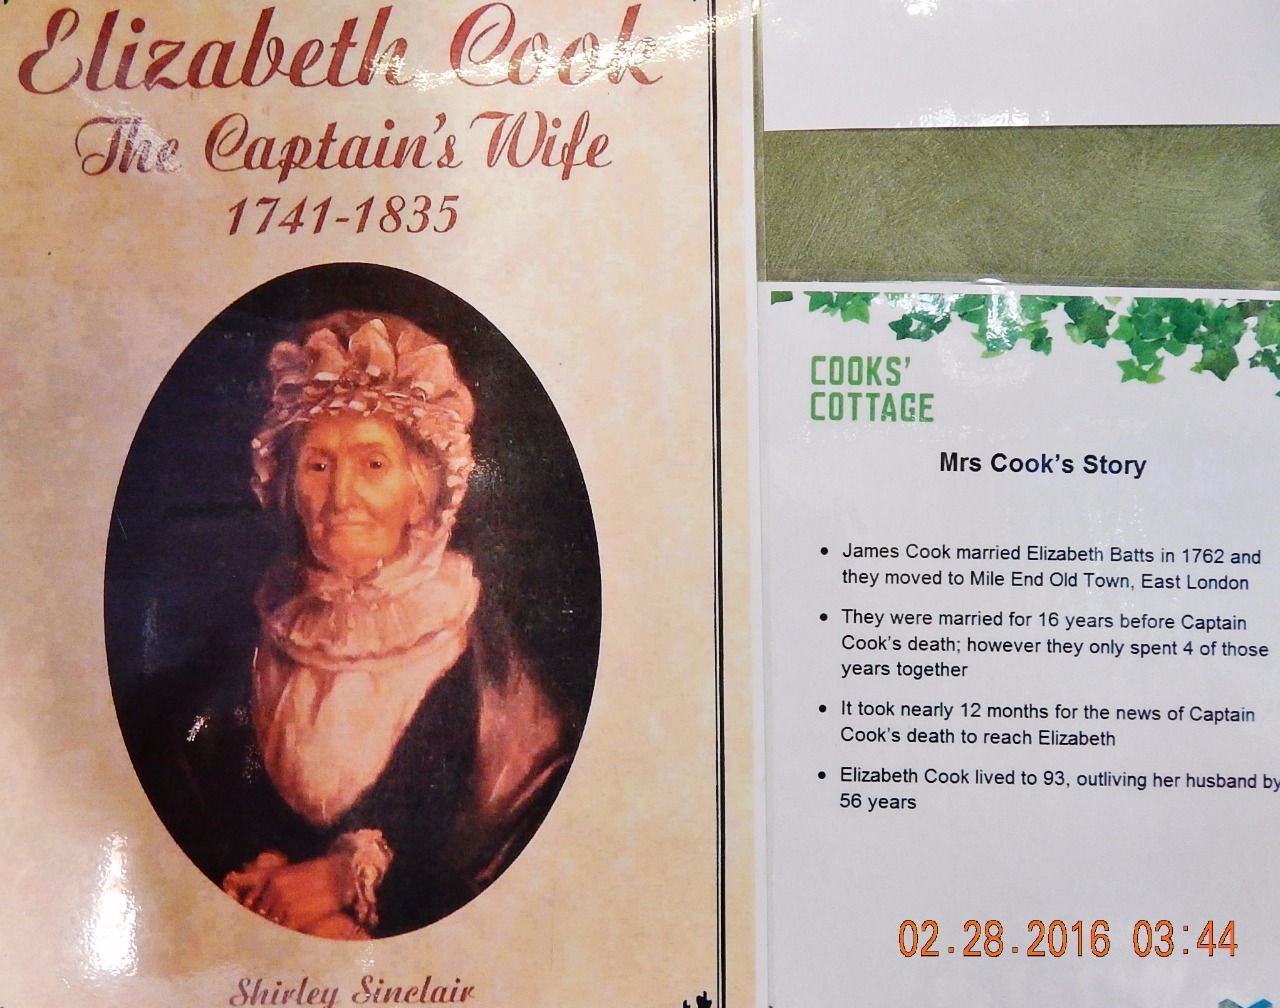 Elizabeth Cook
The Captain's Wife
1741-1835
Shirley Sinclair
COOKS'
COTTAGE
Mrs Cook's Story
• James Cook married Elizabeth Batts in 1762 and
they moved to Mile End Old Town, East London
• They were married for 16 years before Captain
Cook's death; however they only spent 4 of those
years together
• It took nearly 12 months for the news of Captain
Cook's death to reach Elizabeth
• Elizabeth Cook lived to 93, outliving her husband by
56 years
02.28.2016 03:44